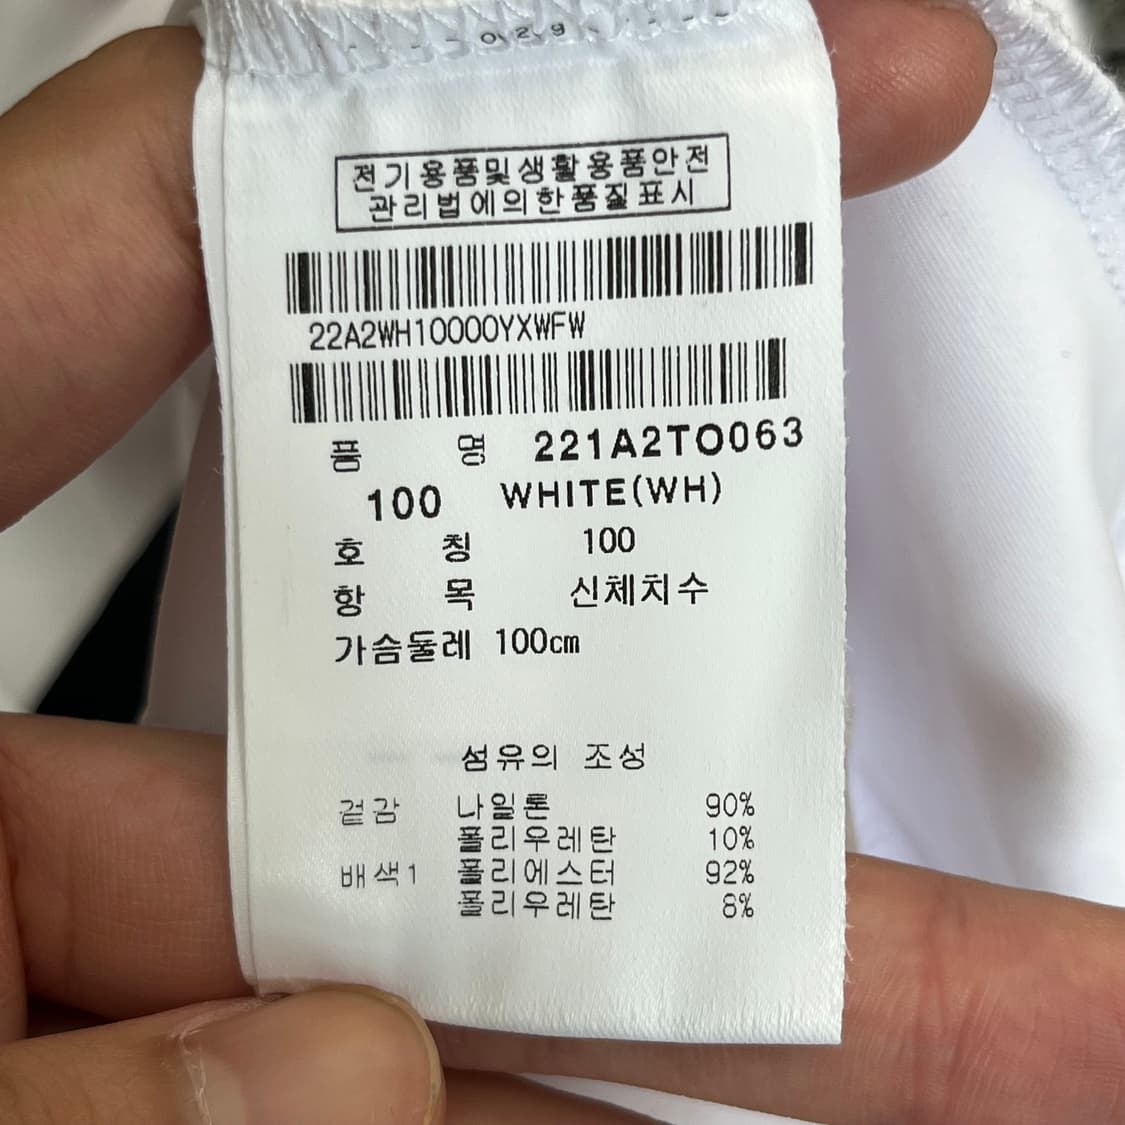 029
전기용품및생활용품안전
관리법에의한품질표시
22A2WH10000YXWFW
품 명 221A2TO063
100 WHITE(WH)
호 칭 100
항 목 신체치수
가슴둘레 100cm
섬유의 조성
겉감 나일론 90%
폴리우레탄 10%
배색1 폴리에스터 92%
폴리우레탄 8%